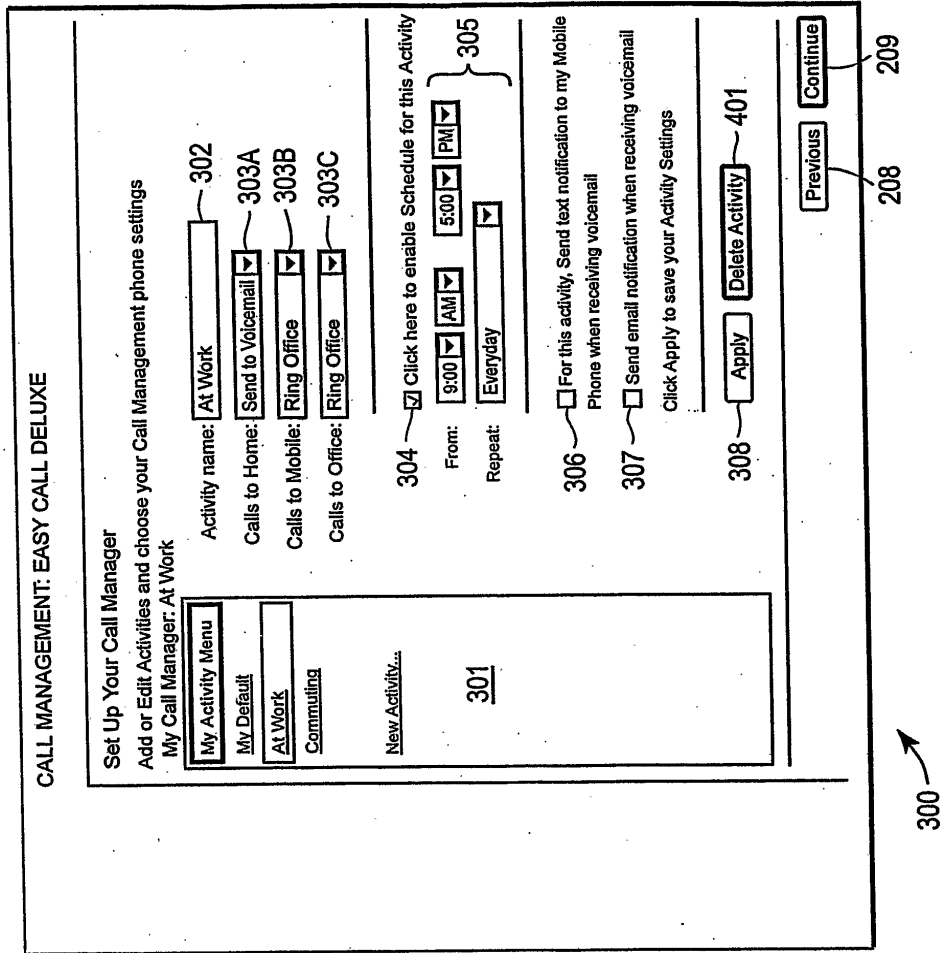 CALL MANAGEMENT: EASY CALL DELUXE
Set Up Your Call Manager
Add or Edit Activities and choose your Call Management phone settings
My Call Manager: At Work
My Activity Menu
My Default
At Work
Commuting
New Activity...
301
Activity name: At Work 302
Calls to Home: Send to Voicemail 303A
Calls to Mobile: Ring Office 303B
Calls to Office: Ring Office 303C
304 Click here to enable Schedule for this Activity
From: 9:00 AM 5:00 PM 305
Repeat: Everyday
306 For this activity, Send text notification to my Mobile
Phone when receiving voicemail
307 Send email notification when receiving voicemail
Click Apply to save your Activity Settings
308 Apply Delete Activity 401
Previous Continue
208 209
300